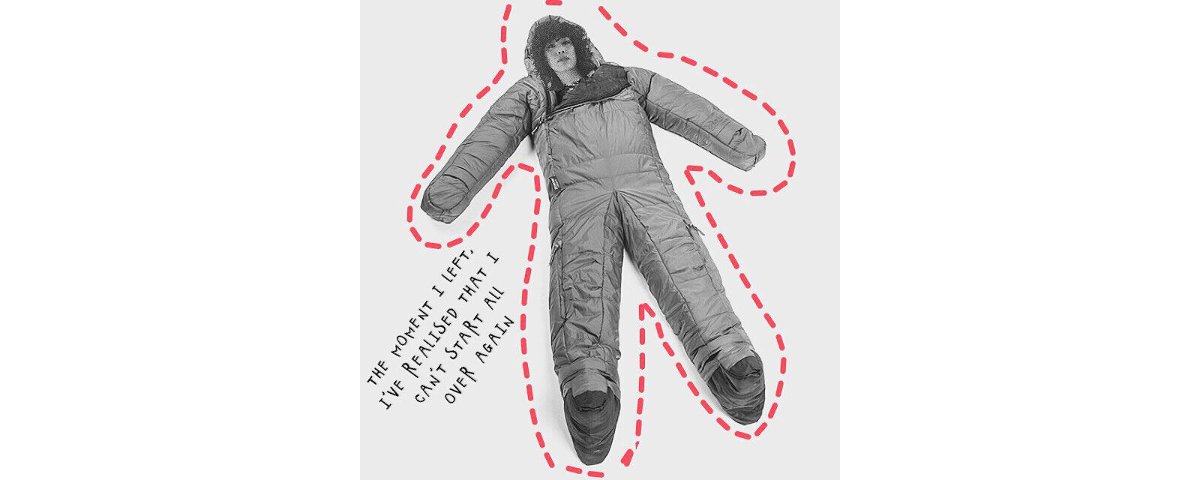 THE MOMENT I LEFT,
I'VE REALISED THAT I
CAN'T START ALL
OVER AGAIN